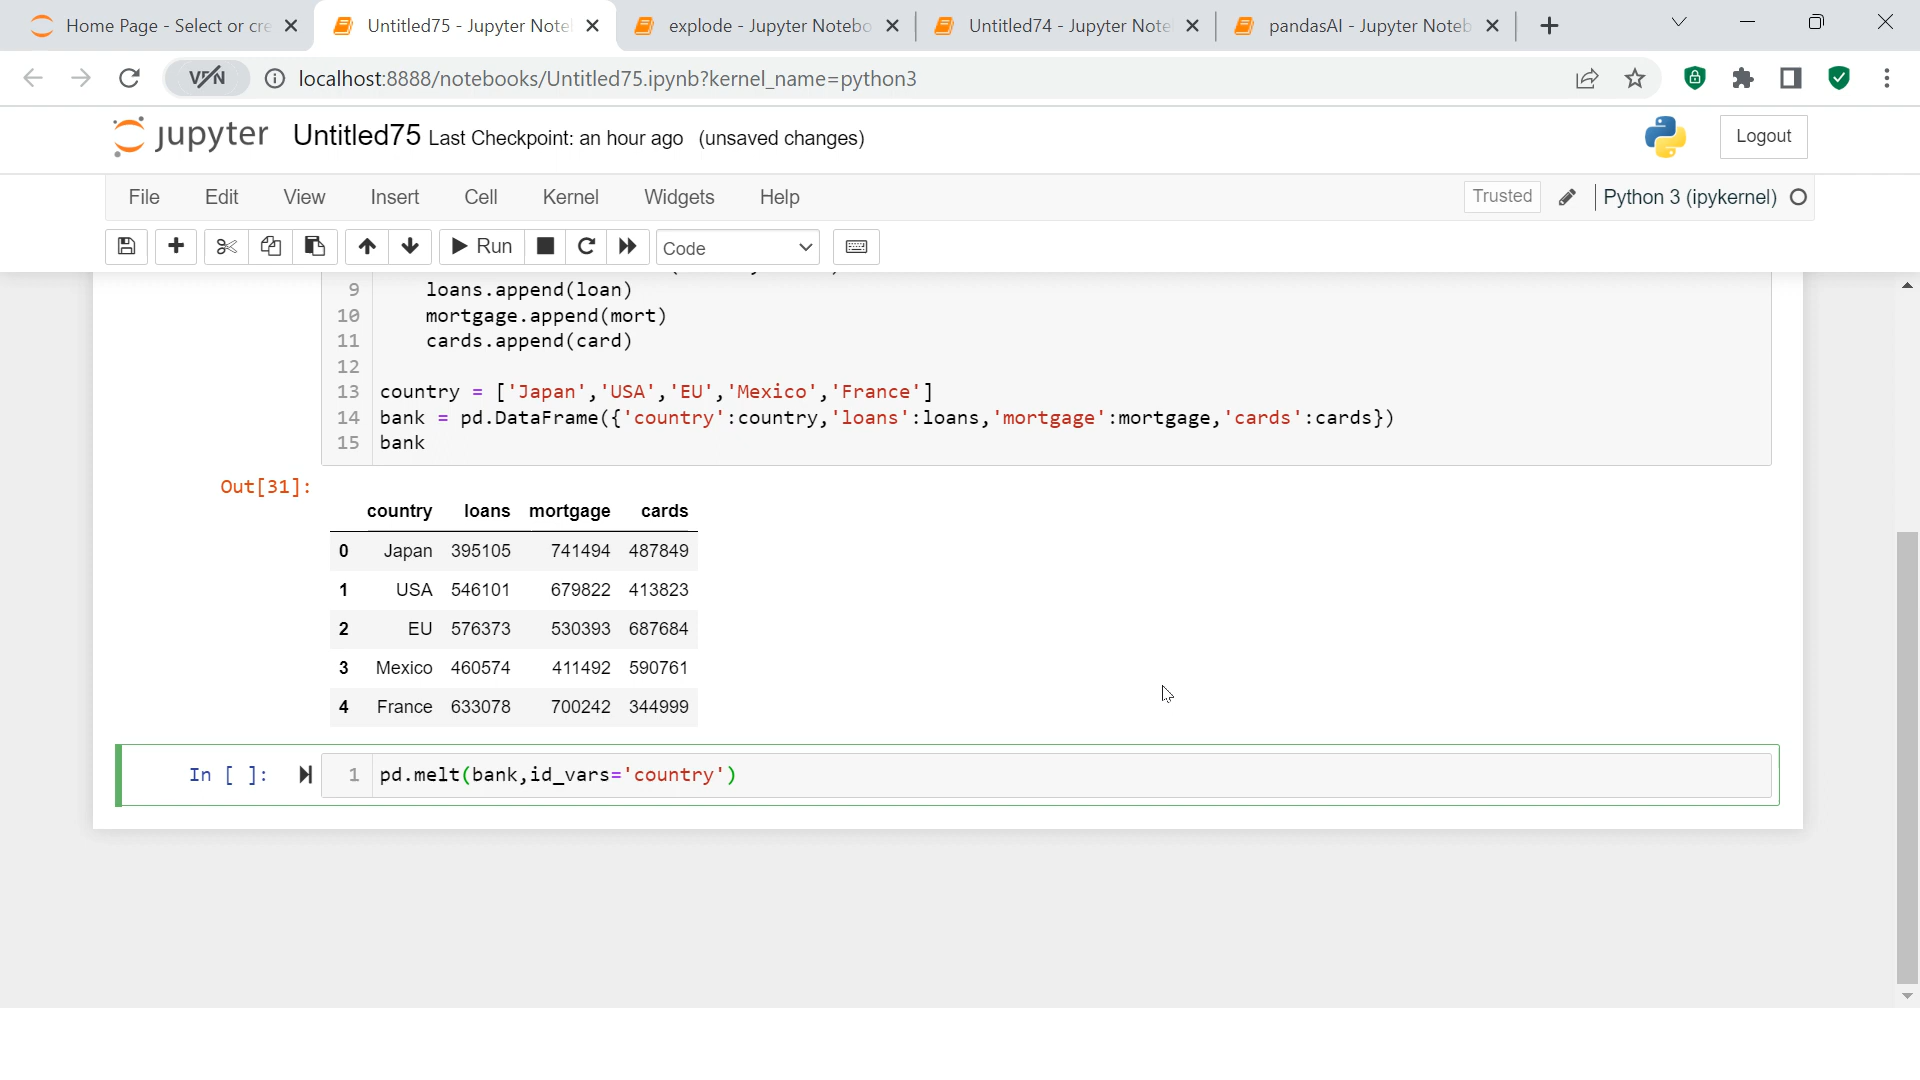 Home Page - Select or cre
Untitled75 - Jupyter Note
explode - Jupyter Notebo
Untitled74 - Jupyter Note
pandasAI - Jupyter Noteb
VPN
localhost:8888/notebooks/Untitled75.ipynb?kernel_name=python3
jupyter Untitled75 Last Checkpoint: an hour ago (unsaved changes)
Logout
File Edit View Insert Cell Kernel Widgets Help
Trusted
Python 3 (ipykernel)
Run
Code
9 loans.append(loan)
10 mortgage.append(mort)
11 cards.append(card)
12
13 country = ['Japan','USA','EU','Mexico','France']
14 bank = pd.DataFrame({'country':country,'loans':loans,'mortgage':mortgage,'cards':cards})
15 bank
Out[31]:
country loans mortgage cards
0 Japan 395105 741494 487849
1 USA 546101 679822 413823
2 EU 576373 530393 687684
3 Mexico 460574 411492 590761
4 France 633078 700242 344999
In [ ]: 1 pd.melt(bank,id_vars='country')